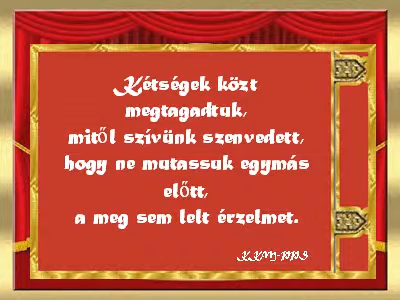 Kétségek közt
megtagadtuk,
mitől szívünk szenvedett,
hogy ne mutassuk egymás
előtt,
a meg sem lelt érzelmet.